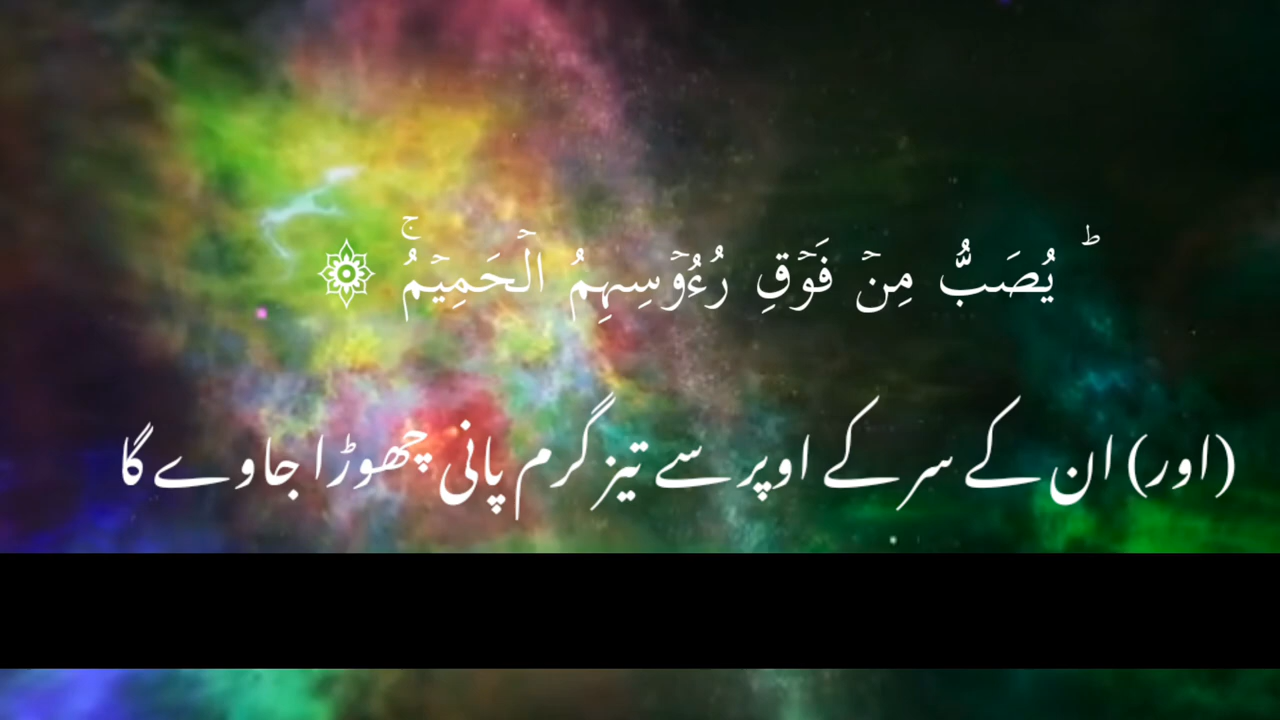 ؕ يُصَبُّ مِنۡ فَوۡقِ رُءُوۡسِهِمُ الۡحَمِيۡمُ‌ۚ ۞
(اور) ان کے سر کے اوپر سے تیز گرم پانی چھوڑا جاوے گا